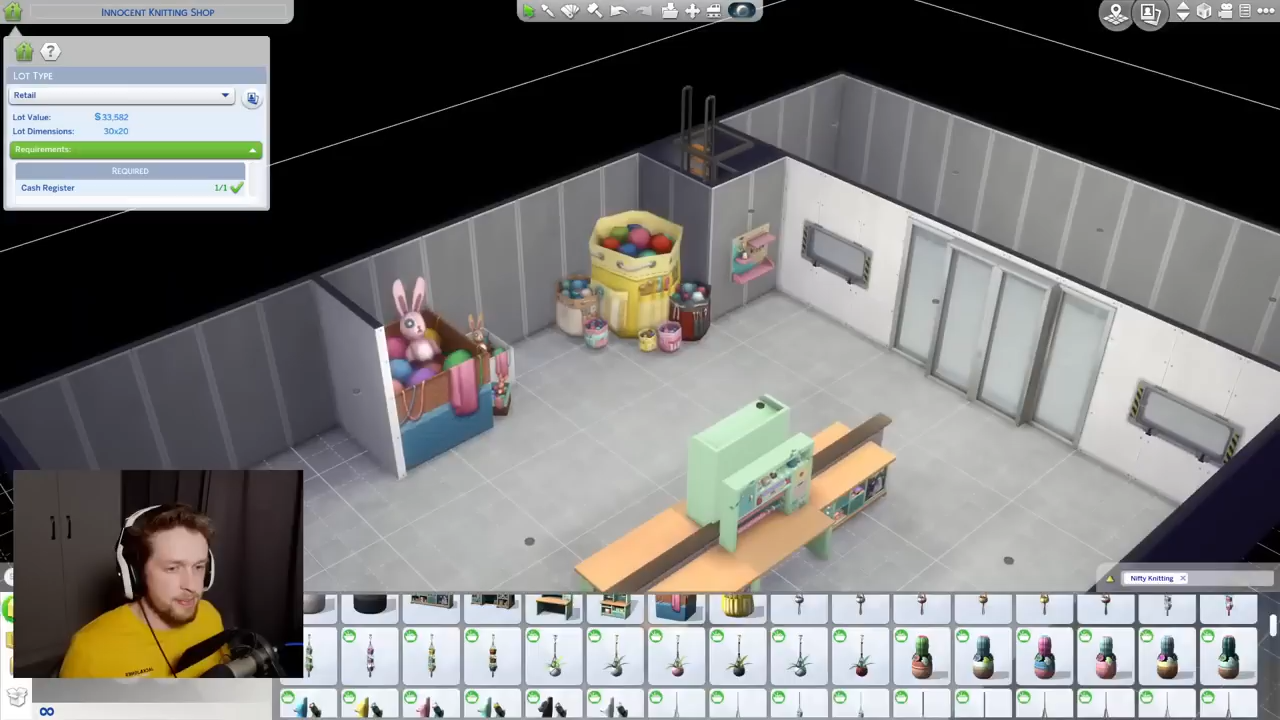 INNOCENT KNITTING SHOP
LOT TYPE
Retail
Lot Value: §33,582
Lot Dimensions: 30x20
Requirements:
REQUIRED
Cash Register 1/1
Nifty Knitting